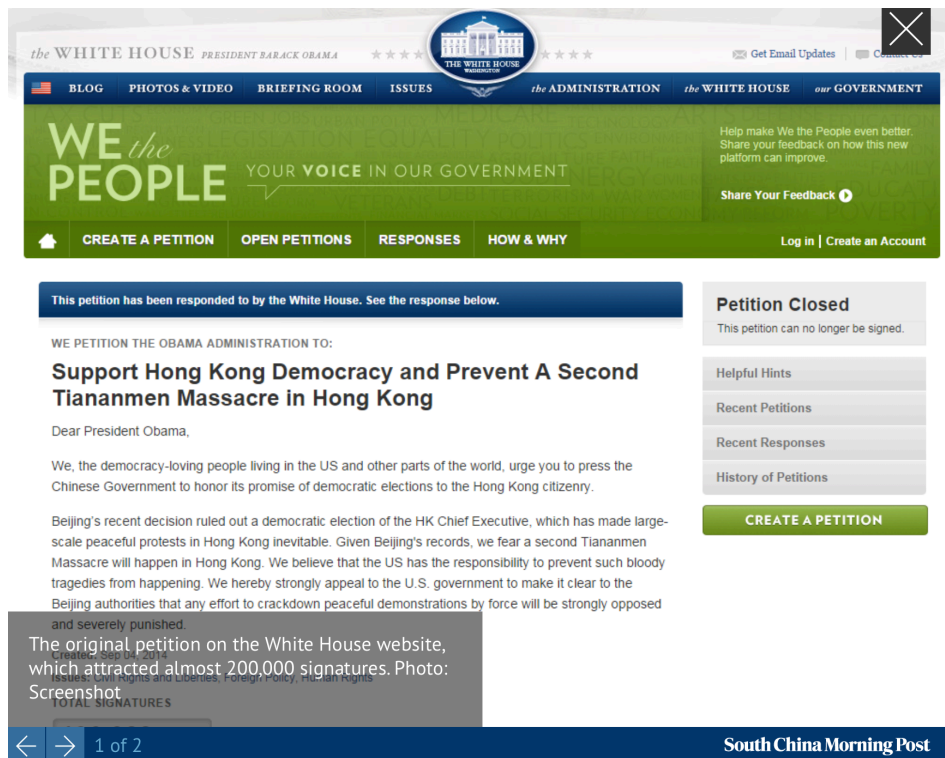 the WHITE HOUSE PRESIDENT BARACK OBAMA
THE WHITE HOUSE
WASHINGTON
Get Email Updates
Contact Us
BLOG PHOTOS & VIDEO BRIEFING ROOM ISSUES the ADMINISTRATION the WHITE HOUSE our GOVERNMENT
WE the
PEOPLE
YOUR VOICE IN OUR GOVERNMENT
Help make We the People even better.
Share your feedback on how this new
platform can improve.
Share Your Feedback
CREATE A PETITION OPEN PETITIONS RESPONSES HOW & WHY
Log in | Create an Account
This petition has been responded to by the White House. See the response below.
WE PETITION THE OBAMA ADMINISTRATION TO:
Support Hong Kong Democracy and Prevent A Second
Tiananmen Massacre in Hong Kong
Dear President Obama,
We, the democracy-loving people living in the US and other parts of the world, urge you to press the
Chinese Government to honor its promise of democratic elections to the Hong Kong citizenry.
Beijing's recent decision ruled out a democratic election of the HK Chief Executive, which has made large-
scale peaceful protests in Hong Kong inevitable. Given Beijing's records, we fear a second Tiananmen
Massacre will happen in Hong Kong. We believe that the US has the responsibility to prevent such bloody
tragedies from happening. We hereby strongly appeal to the U.S. government to make it clear to the
Beijing authorities that any effort to crackdown peaceful demonstrations by force will be strongly opposed
and severely punished.
Created: Sep 04, 2014
Issues: Civil Rights and Liberties, Foreign Policy, Human Rights
TOTAL SIGNATURES
Petition Closed
This petition can no longer be signed.
Helpful Hints
Recent Petitions
Recent Responses
History of Petitions
CREATE A PETITION
The original petition on the White House website,
which attracted almost 200,000 signatures. Photo:
Screenshot
1 of 2
South China Morning Post